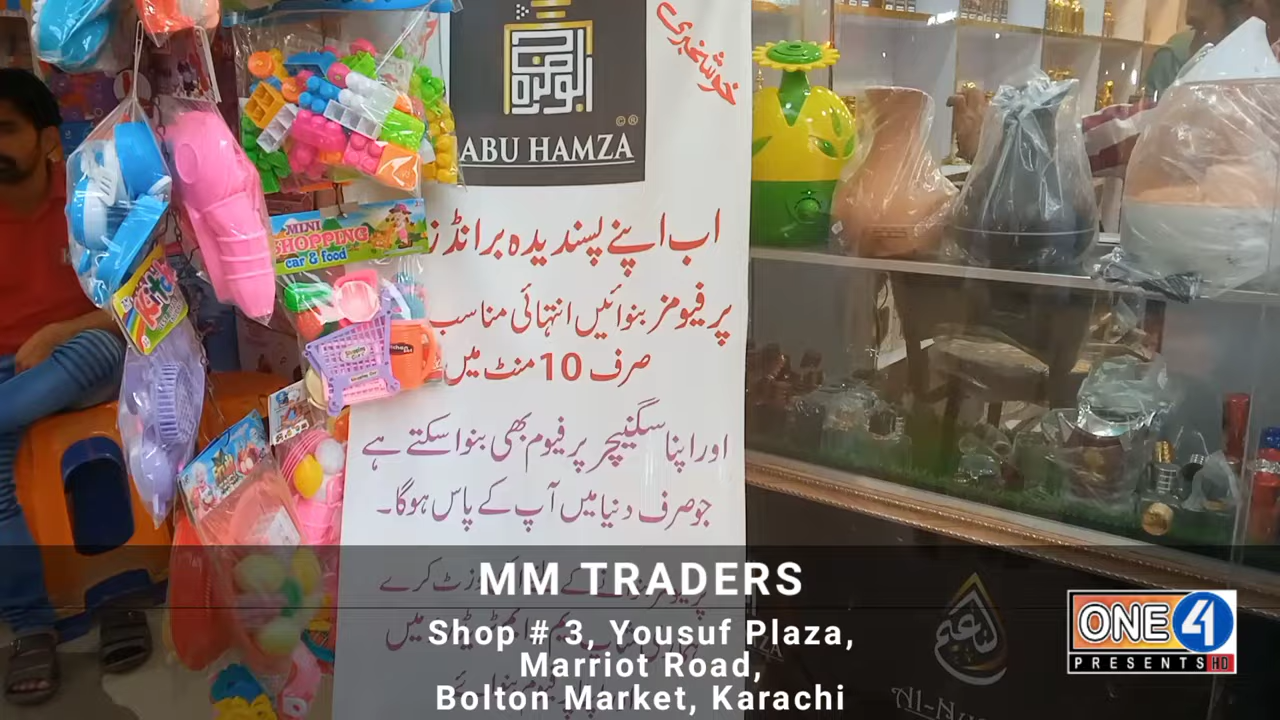 خوشخبری
ابوحمزہ
©®
ABU HAMZA
اب اپنے پسندیدہ برانڈز
پرفیومز بنوائیں انتہائی مناسب
صرف 10 منٹ میں
اور اپنا سگنیچر پرفیوم بھی بنوا سکتے ہے
جو صرف دنیا میں آپ کے پاس ہوگا۔
MINI
SHOPPING
car & food
MM TRADERS
Shop # 3, Yousuf Plaza,
Marriot Road,
Bolton Market, Karachi
ONE 4
PRESENTS HD